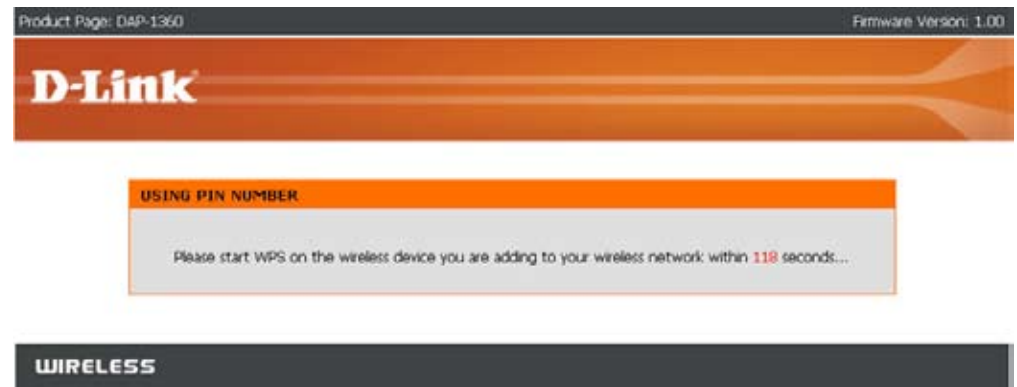 Product Page: DAP-1360 Firmware Version: 1.00
D-Link
USING PIN NUMBER
Please start WPS on the wireless device you are adding to your wireless network within 118 seconds...
WIRELESS